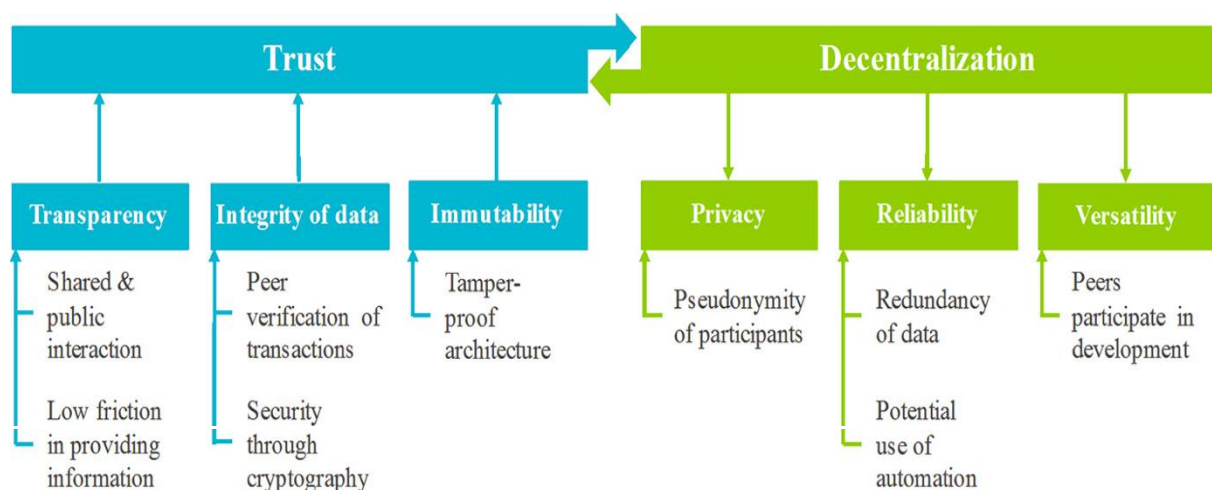 Trust
Decentralization
Transparency
Integrity of data
Immutability
Privacy
Reliability
Versatility
Shared &
public
interaction
Low friction
in providing
information
Peer
verification of
transactions
Security
through
cryptography
Tamper-
proof
architecture
Pseudonymity
of participants
Redundancy
of data
Potential
use of
automation
Peers
participate in
development